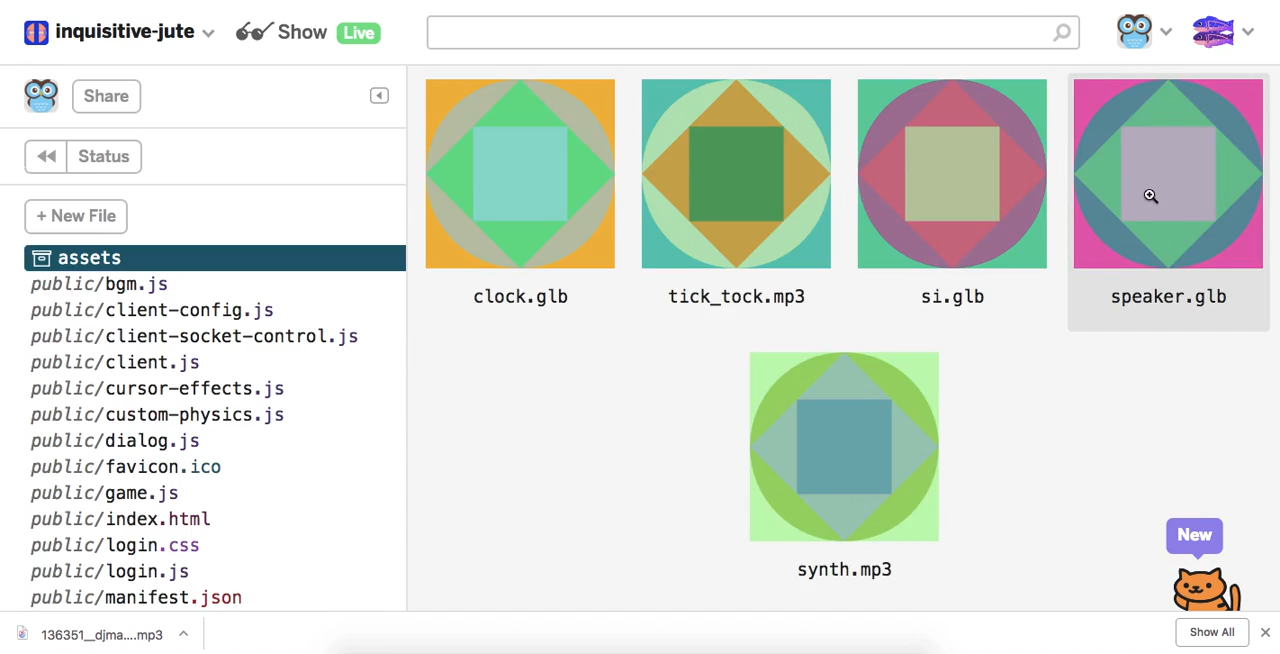 inquisitive-jute
Show
Live
Share
Status
+ New File
assets
public/bgm.js
public/client-config.js
public/client-socket-control.js
public/client.js
public/cursor-effects.js
public/custom-physics.js
public/dialog.js
public/favicon.ico
public/game.js
public/index.html
public/login.css
public/login.js
public/manifest.json
clock.glb
tick_tock.mp3
si.glb
speaker.glb
synth.mp3
New
136351__djma....mp3
Show All